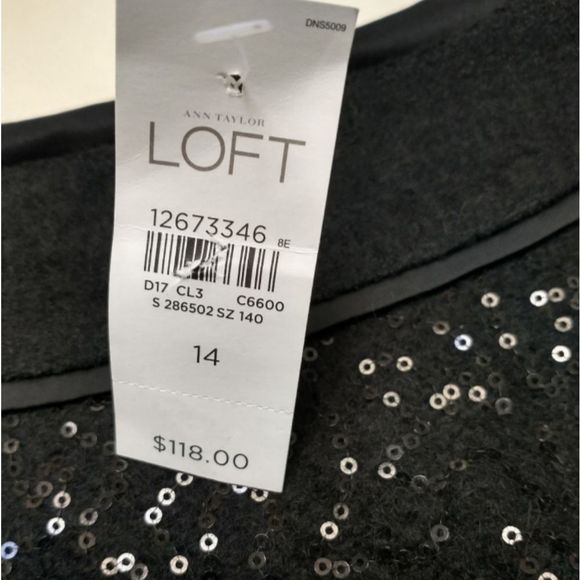 DNS5009
ANN TAYLOR
LOFT
12673346 8E
D17 CL3 C6600
S 286502 SZ 140
14
$118.00